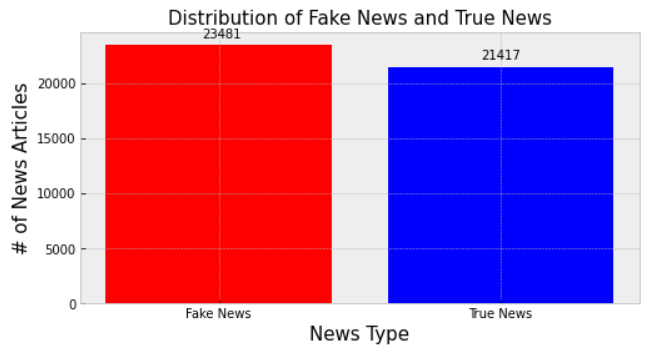 Distribution of Fake News and True News
23481
21417
# of News Articles
20000
15000
10000
5000
0
Fake News
True News
News Type